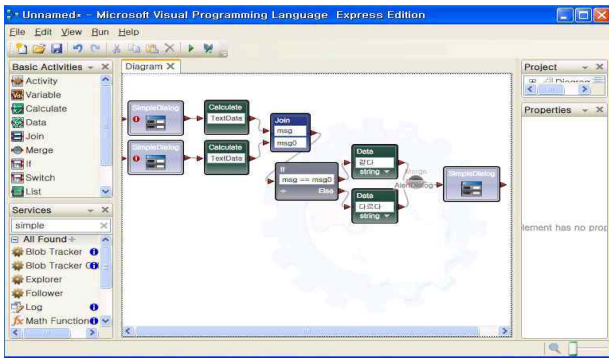 Unnamed* - Microsoft Visual Programming Language Express Edition
File Edit View Run Help
Basic Activities
Activity
Variable
Calculate
Data
Join
Merge
If
Switch
List
Services
simple
All Found
Blob Tracker
Blob Tracker
Explorer
Follower
Log
Math Function
Diagram
SimpleDialog
Calculate
TextData
SimpleDialog
Calculate
TextData
Join
msg
msg0
If
msg == msg0
Else
Data
같다
string
Data
다르다
string
Merge
AlertDialog
SimpleDialog
Project
Diagram
Properties
lement has no prop